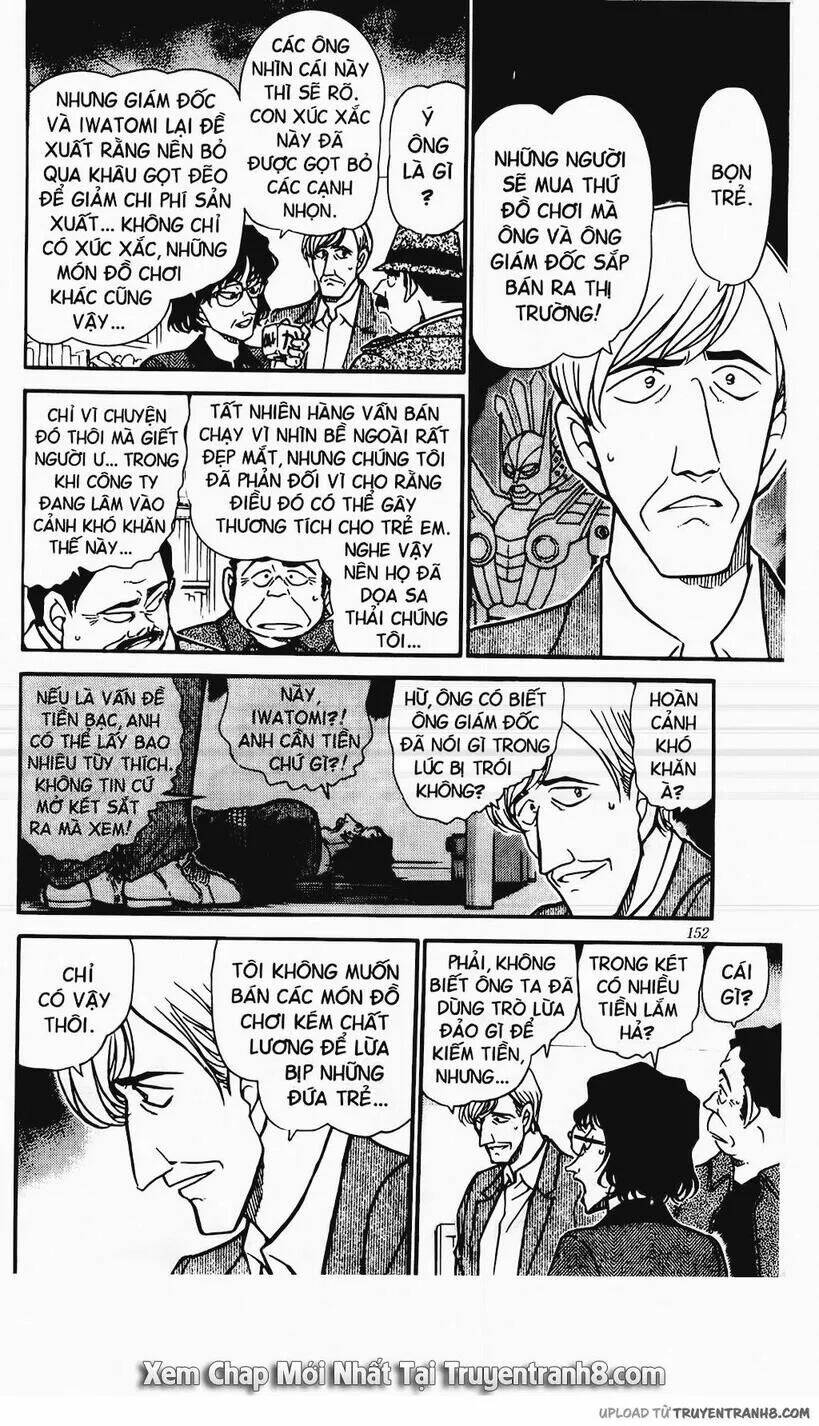 BỌN
TRẺ.
NHỮNG NGƯỜI
SẼ MUA THỨ
ĐỒ CHƠI MÀ
ÔNG VÀ ÔNG
GIÁM ĐỐC SẮP
BÁN RA THỊ
TRƯỜNG!
Ý
ÔNG
LÀ GÌ
?
CÁC ÔNG
NHÌN CÁI NÀY
THÌ SẼ RÕ.
CON XÚC XẮC
NÀY ĐÃ
ĐƯỢC GỌT BỎ
CÁC CẠNH
NHỌN.
NHƯNG GIÁM ĐỐC
VÀ IWATOMI LẠI ĐỀ
XUẤT RẰNG NÊN BỎ
QUA KHÂU GỌT ĐẼO
ĐỂ GIẢM CHI PHÍ SẢN
XUẤT... KHÔNG CHỈ
CÓ XÚC XẮC, NHỮNG
MÓN ĐỒ CHƠI
KHÁC CŨNG
VẬY...
TẤT NHIÊN HÀNG VẪN BÁN
CHẠY VÌ NHÌN BỀ NGOÀI RẤT
ĐẸP MẮT, NHƯNG CHÚNG TÔI
ĐÃ PHẢN ĐỐI VÌ CHO RẰNG
ĐIỀU ĐÓ CÓ THỂ GÂY
THƯƠNG TÍCH CHO TRẺ EM.
NGHE VẬY
NÊN HỌ ĐÃ
DỌA SA
THẢI CHÚNG
TÔI...
CHỈ VÌ CHUYỆN
ĐÓ THÔI MÀ GIẾT
NGƯỜI Ư... TRONG
KHI CÔNG TY
ĐANG LÂM VÀO
CẢNH KHÓ KHĂN
THẾ NÀY...
HOÀN
CẢNH
KHÓ
KHĂN
À?
HỪ, ÔNG CÓ BIẾT
ÔNG GIÁM ĐỐC
ĐÃ NÓI GÌ TRONG
LÚC BỊ TRÓI
KHÔNG?
NÀY,
IWATOMI?!
ANH CẦN TIỀN
CHỨ GÌ?!
NẾU LÀ VẤN ĐỀ
TIỀN BẠC, ANH
CÓ THỂ LẤY BAO
NHIÊU TÙY THÍCH.
KHÔNG TIN CỨ
MỞ KÉT SẮT
RA MÀ XEM!
152
CÁI
GÌ?
TRONG KÉT
CÓ NHIỀU
TIỀN LẮM
HẢ?
PHẢI, KHÔNG
BIẾT ÔNG TA ĐÃ
DÙNG TRÒ LỪA
ĐẢO GÌ ĐỂ
KIẾM TIỀN,
NHƯNG...
TÔI KHÔNG MUỐN
BÁN CÁC MÓN ĐỒ
CHƠI KÉM CHẤT
LƯƠNG ĐỂ LỪA
BỊP NHỮNG
ĐỨA TRẺ...
CHỈ
CÓ VẬY
THÔI.
Xem Chap Mới Nhất Tại Truyentranh8.com
UPLOAD TỪ TRUYENTRANH8.COM